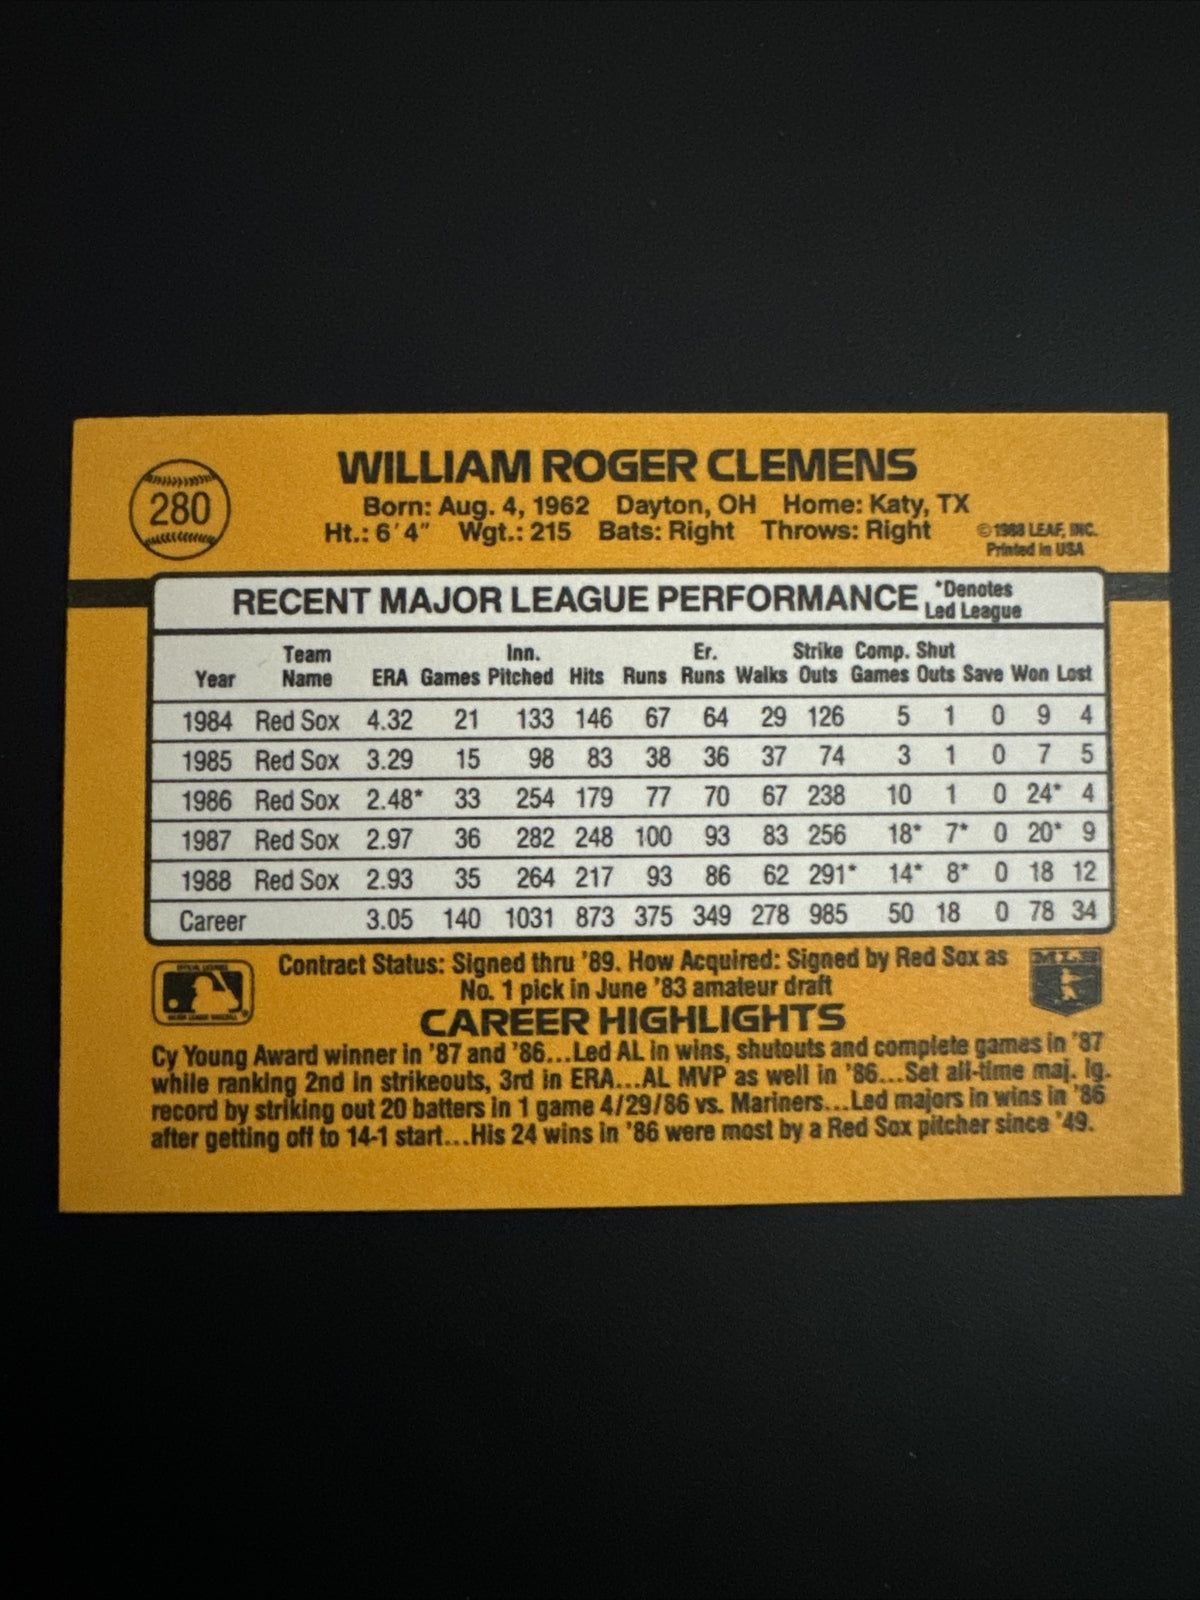 280
WILLIAM ROGER CLEMENS
Born: Aug. 4, 1962 Dayton, OH Home: Katy, TX
Ht.: 6'4" Wgt.: 215 Bats: Right Throws: Right
©1988 LEAF, INC.
Printed in USA
RECENT MAJOR LEAGUE PERFORMANCE *Denotes Led League
Year Team Name ERA Games Inn. Pitched Hits Runs Er. Runs Walks Strike Outs Comp. Games Shut Outs Save Won Lost
1984 Red Sox 4.32 21 133 146 67 64 29 126 5 1 0 9 4
1985 Red Sox 3.29 15 98 83 38 36 37 74 3 1 0 7 5
1986 Red Sox 2.48* 33 254 179 77 70 67 238 10 1 0 24* 4
1987 Red Sox 2.97 36 282 248 100 93 83 256 18* 7* 0 20* 9
1988 Red Sox 2.93 35 264 217 93 86 62 291* 14* 8* 0 18 12
Career 3.05 140 1031 873 375 349 278 985 50 18 0 78 34
Contract Status: Signed thru '89. How Acquired: Signed by Red Sox as
No. 1 pick in June '83 amateur draft
MLB
CAREER HIGHLIGHTS
Cy Young Award winner in '87 and '86...Led AL in wins, shutouts and complete games in '87
while ranking 2nd in strikeouts, 3rd in ERA...AL MVP as well in '86...Set all-time maj. lg.
record by striking out 20 batters in 1 game 4/29/86 vs. Mariners...Led majors in wins in '86
after getting off to 14-1 start...His 24 wins in '86 were most by a Red Sox pitcher since '49.